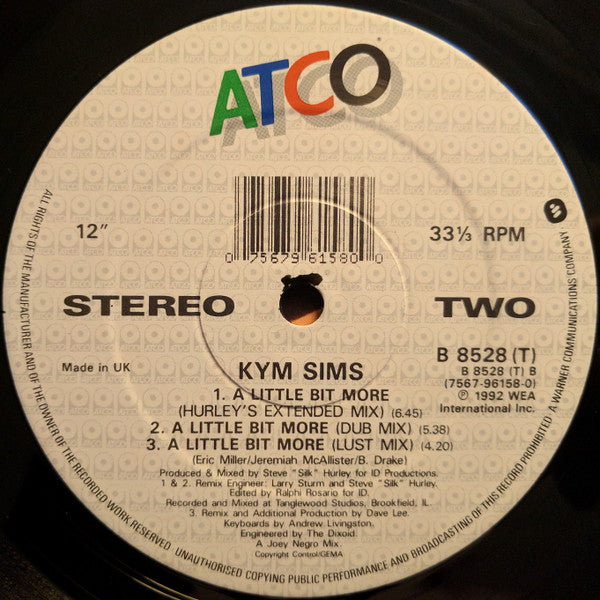 ATCO
12"
33⅓ RPM
0 75679 61580 0
STEREO
TWO
Made in UK
B 8528 (T)
B 8528 (T) B
(7567-96158-0)
℗ 1992 WEA
International Inc.
KYM SIMS
1. A LITTLE BIT MORE
(HURLEY'S EXTENDED MIX) (6.45)
2. A LITTLE BIT MORE (DUB MIX) (5.38)
3. A LITTLE BIT MORE (LUST MIX) (4.20)
(Eric Miller/Jeremiah McAllister/B. Drake)
Produced & Mixed by Steve "Silk" Hurley for ID Productions.
1 & 2. Remix Engineer: Larry Sturm and Steve "Silk" Hurley.
Edited by Ralphi Rosario for ID
Recorded and Mixed at Tanglewood Studios, Brookfield, IL.
3. Remix and Additional Production by Dave Lee.
Keyboards by Andrew Livingston.
Engineered by The Dixoid.
A Joey Negro Mix.
Copyright Control/GEMA
ALL RIGHTS OF THE MANUFACTURER AND OF THE OWNER OF THE RECORDED WORK RESERVED. UNAUTHORISED COPYING PUBLIC PERFORMANCE AND BROADCASTING OF THIS RECORD PROHIBITED. A WARNER COMMUNICATIONS COMPANY